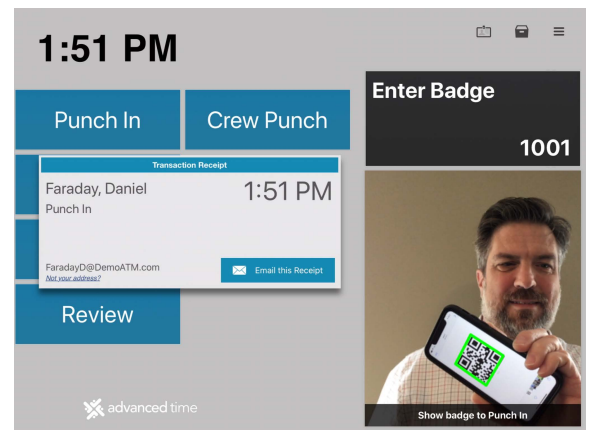 1:51 PM
Enter Badge
1001
Punch In
Crew Punch
Transaction Receipt
Faraday, Daniel
1:51 PM
Punch In
FaradayD@DemoATM.com
Not your address?
Email this Receipt
Review
advanced time
Show badge to Punch In